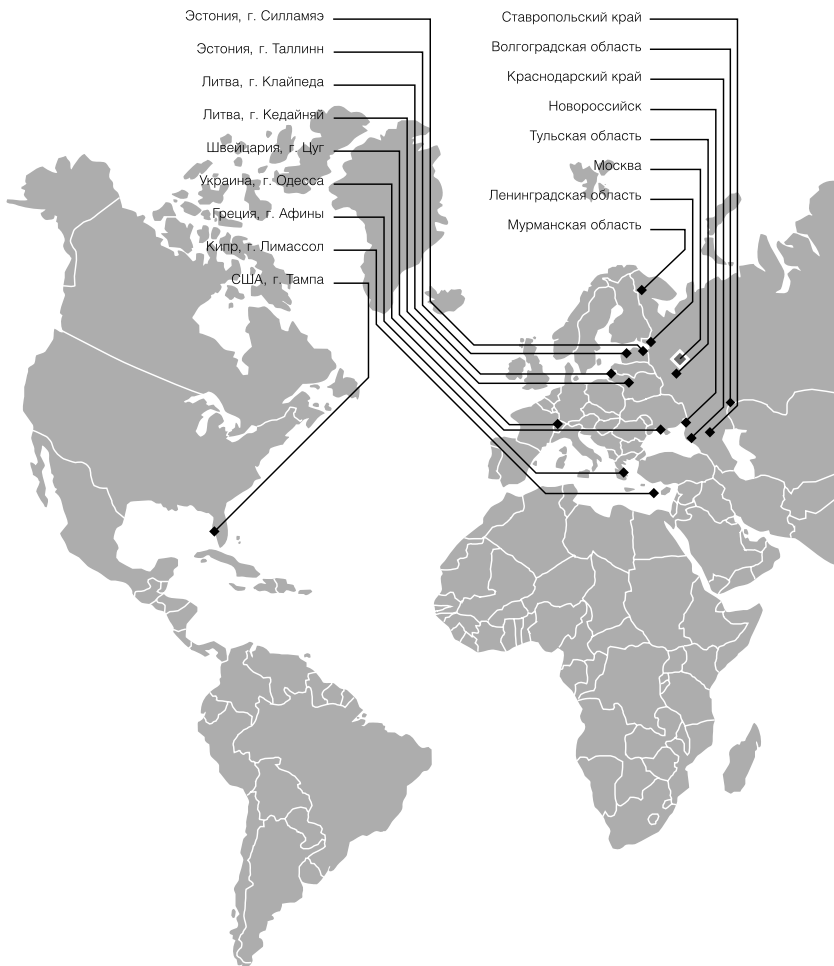 Эстония, г. Силламяэ
Эстония, г. Таллинн
Литва, г. Клайпеда
Литва, г. Кедайняй
Швейцария, г. Цуг
Украина, г. Одесса
Греция, г. Афины
Кипр, г. Лимассол
США, г. Тампа
Ставропольский край
Волгоградская область
Краснодарский край
Новороссийск
Тульская область
Москва
Ленинградская область
Мурманская область